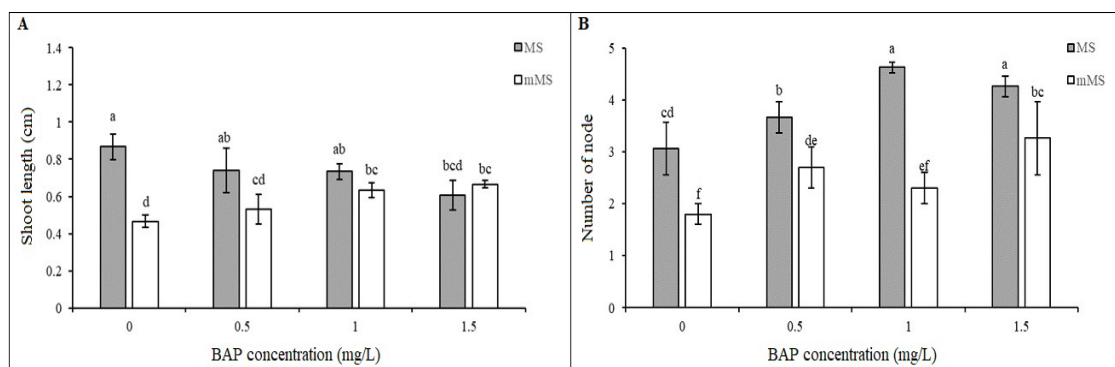 A
1.4
1.2
1
0.8
0.6
0.4
0.2
0
Shoot length (cm)
a
d
ab
cd
ab
bc
bcd
bc
MS
mMS
0 0.5 1 1.5
BAP concentration (mg/L)
B
5
4
3
2
1
0
Number of node
cd
f
b
de
a
ef
a
bc
MS
mMS
0 0.5 1 1.5
BAP concentration (mg/L)